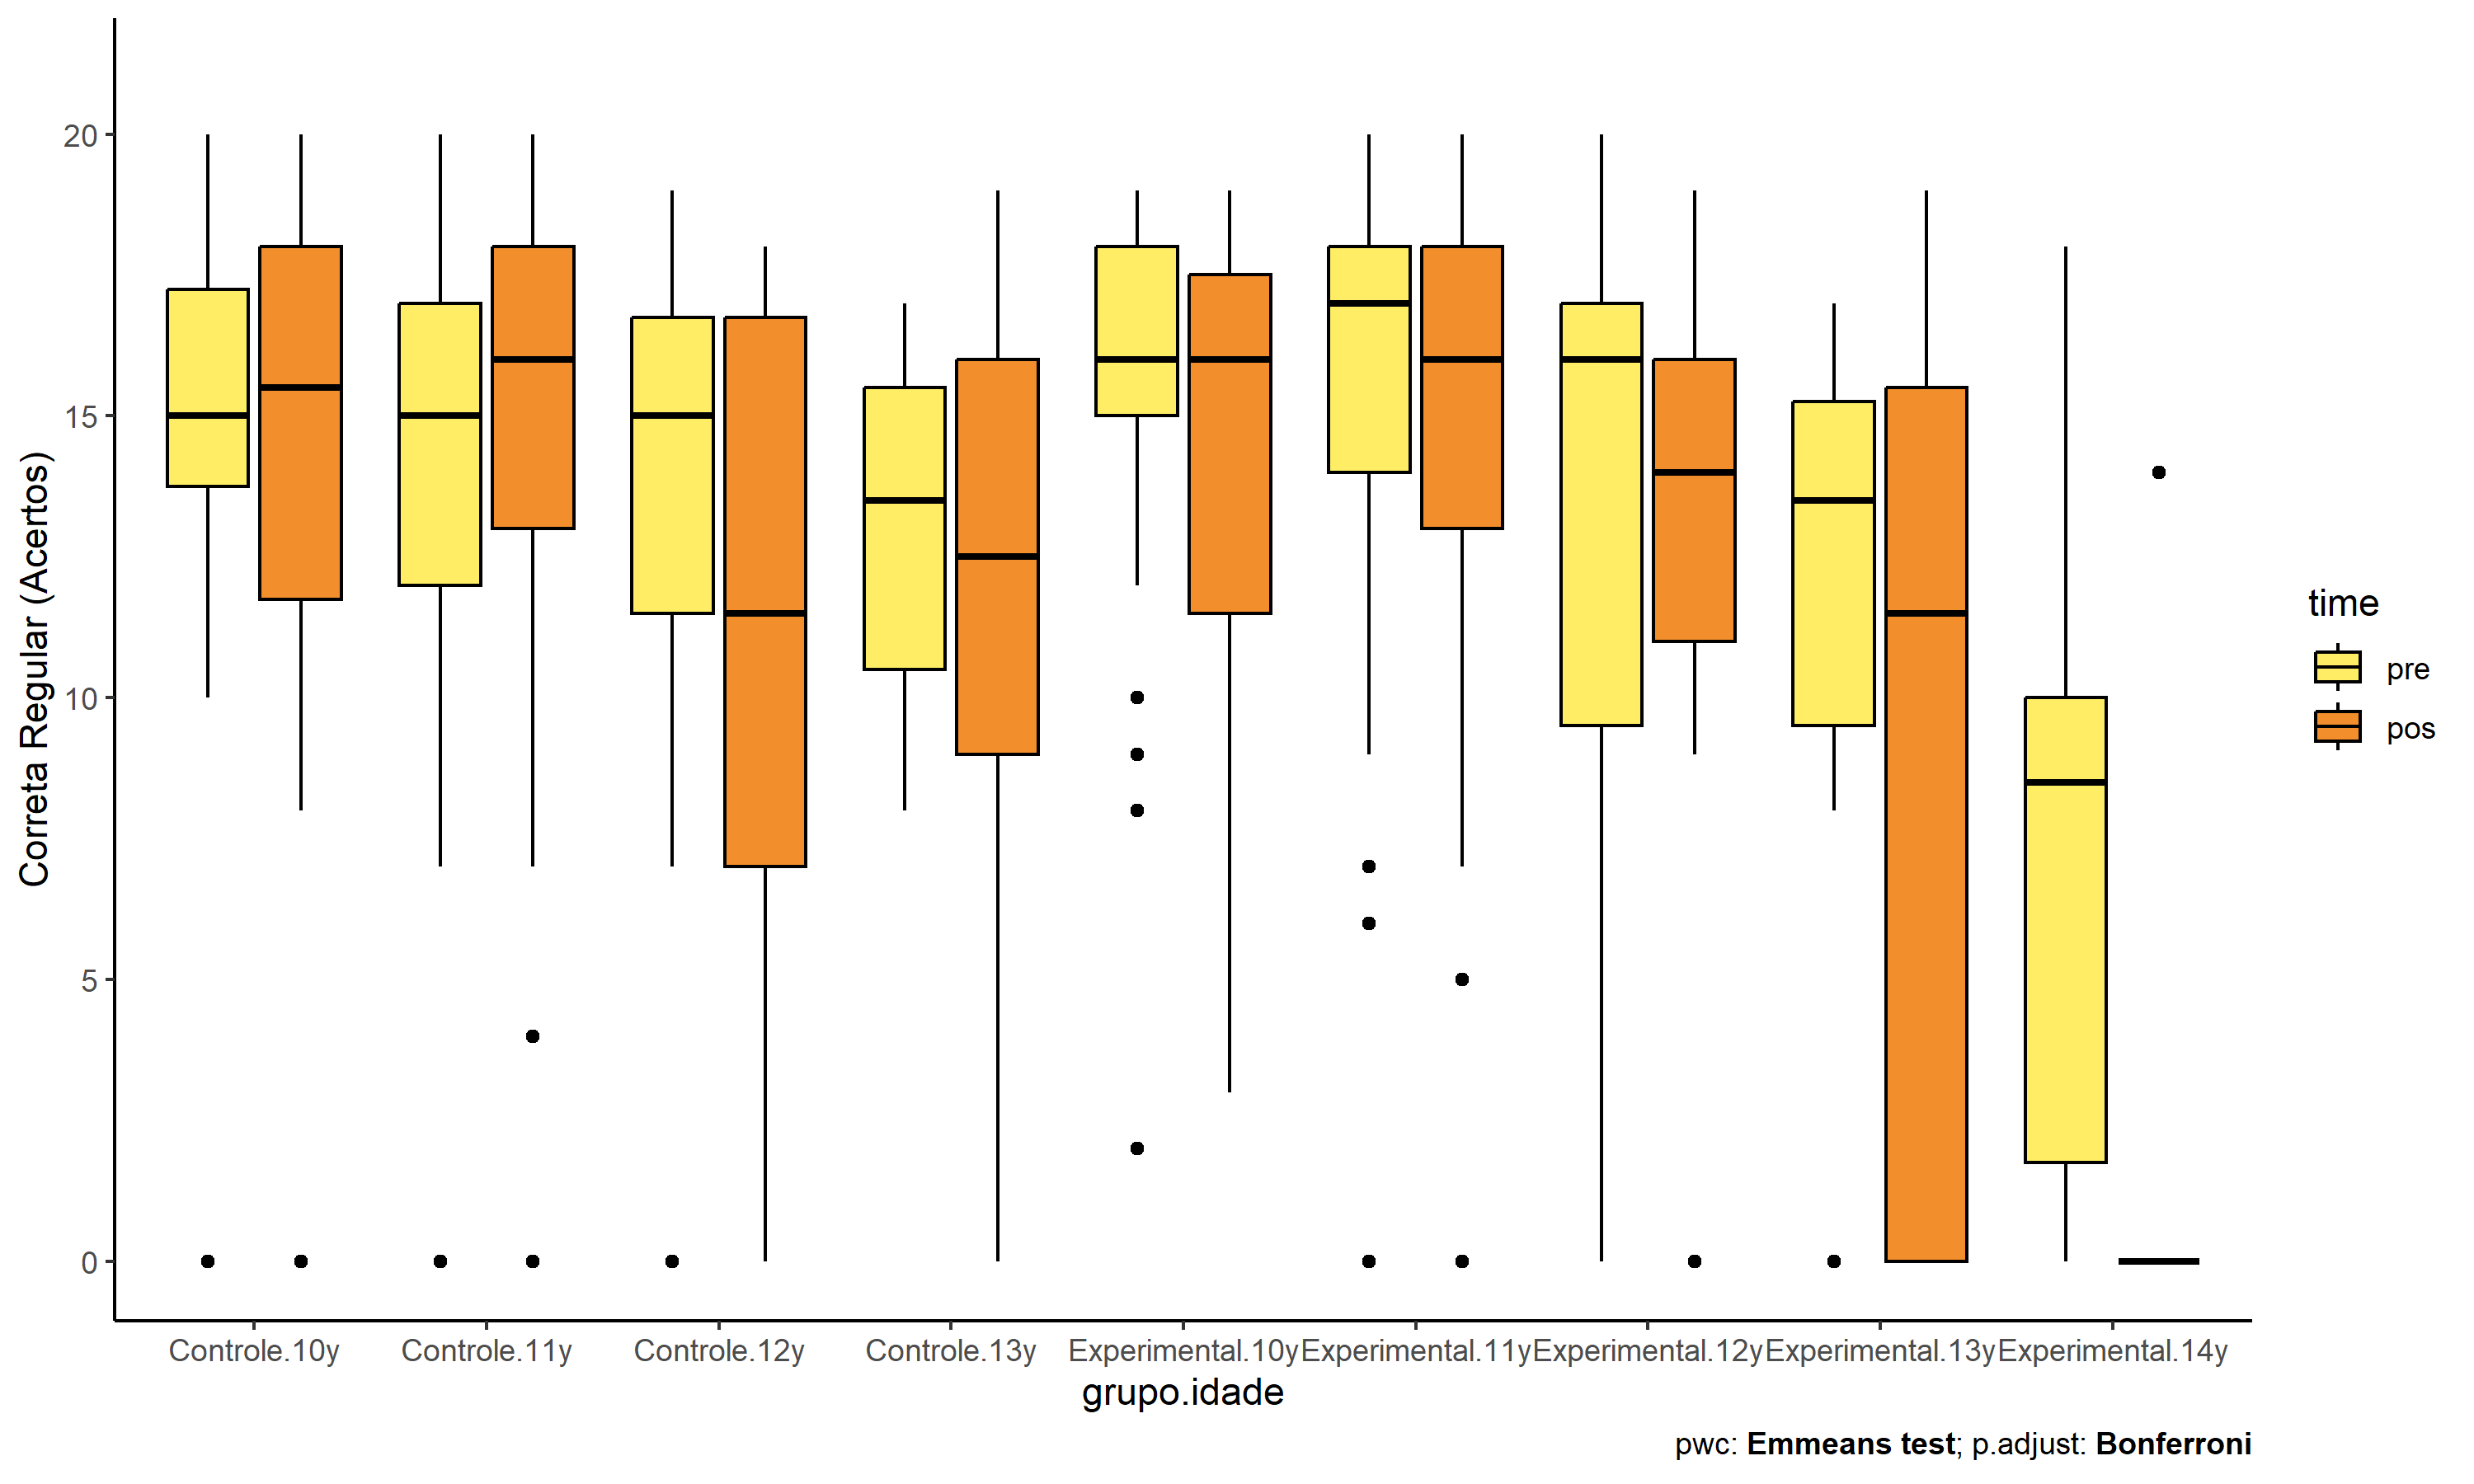 Correta Regular (Acertos)
20
15
10
5
0
Controle.10y Controle.11y Controle.12y Controle.13y Experimental.10y Experimental.11y Experimental.12y Experimental.13y Experimental.14y
grupo.idade
time
pre
pos
pwc: Emmeans test; p.adjust: Bonferroni